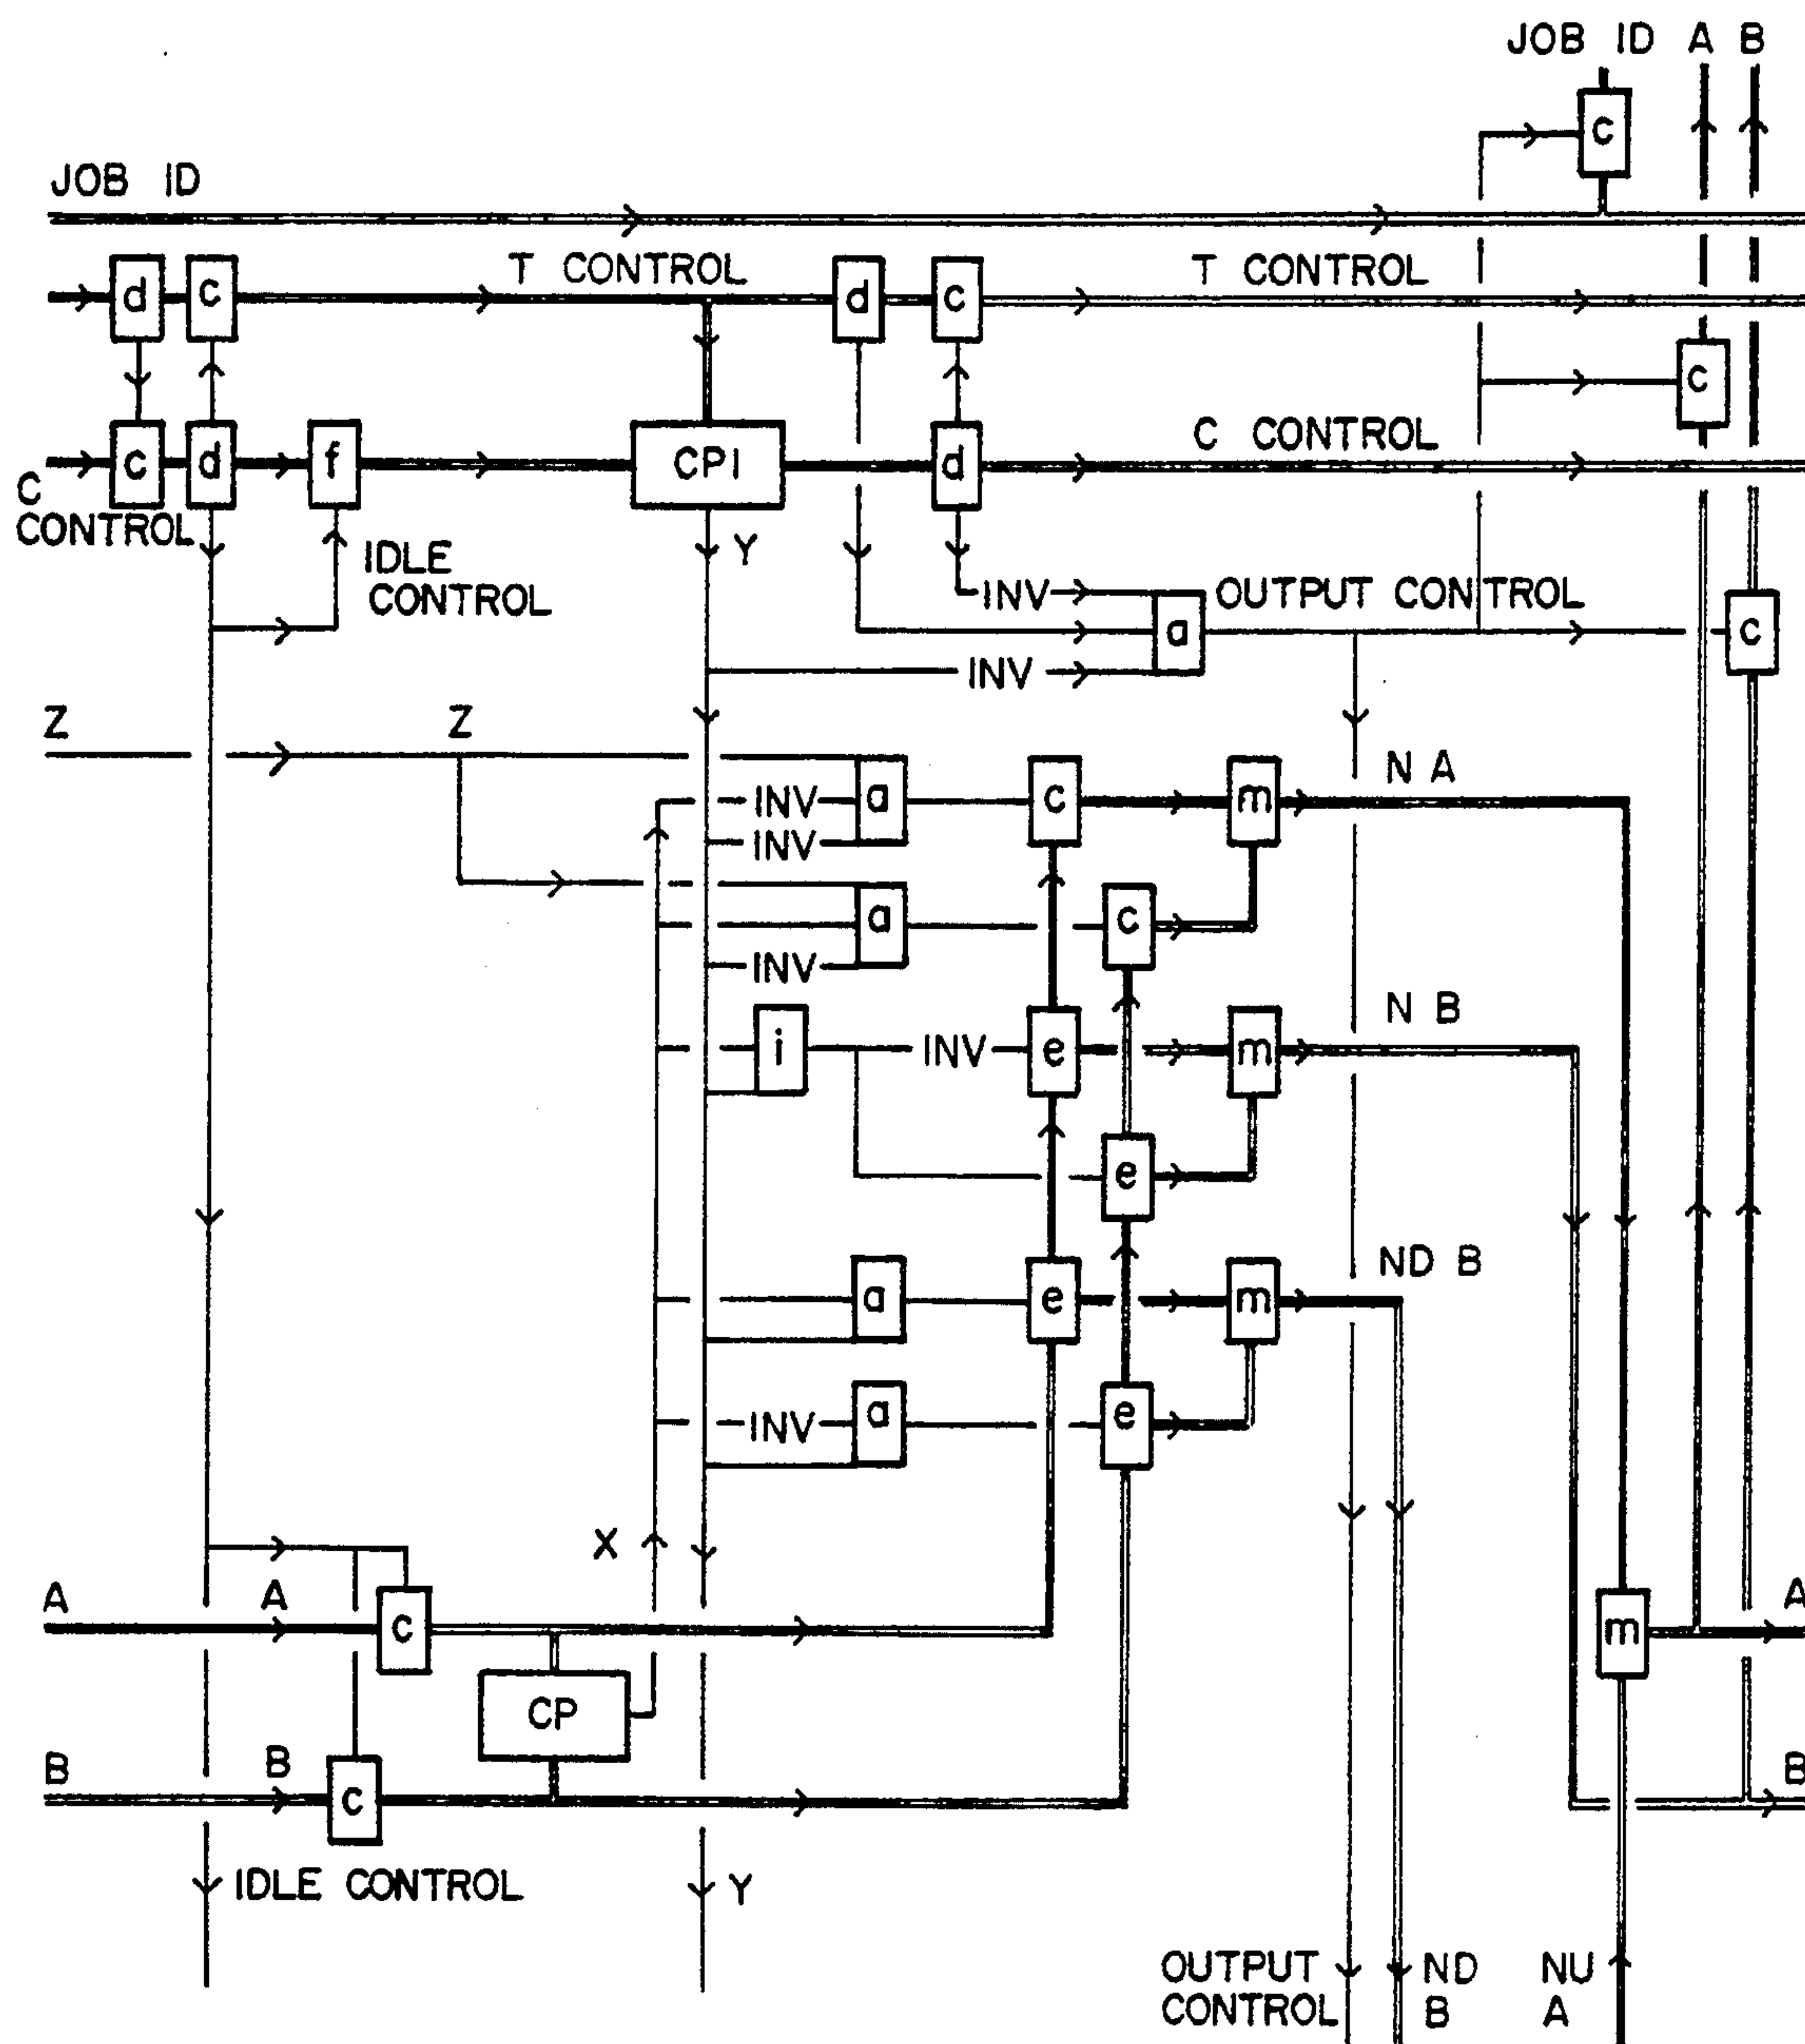 JOB ID A B
c
JOB ID
T CONTROL
T CONTROL
d c d c
c
C CONTROL
c d f CPI d
C
CONTROL
Y
IDLE
CONTROL
INV
OUTPUT CONTROL
a
c
INV
Z Z
N A
INV a c m
INV
a c
INV
N B
i INV e m
e
ND B
a e m
INV a e
X
A A A
c m
CP
B B B
c
IDLE CONTROL Y
OUTPUT
CONTROL
ND
B
NU
A